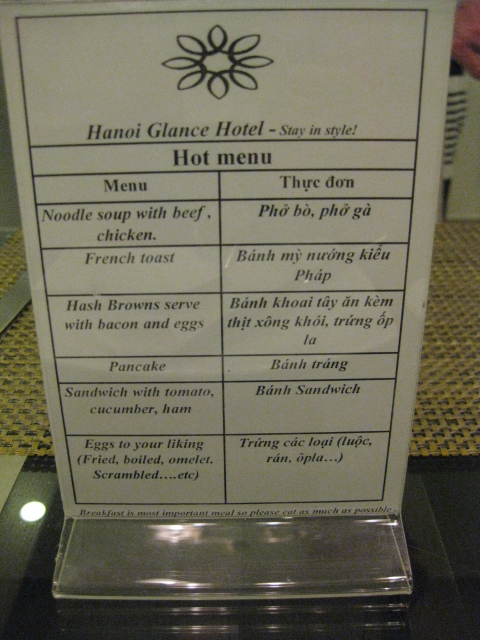 Hanoi Glance Hotel - Stay in style!
Hot menu
Menu
Thực đơn
Noodle soup with beef ,
chicken.
Phở bò, phở gà
French toast
Bánh mỳ nướng kiểu
Pháp
Hash Browns serve
with bacon and eggs
Bánh khoai tây ăn kèm
thịt xông khói, trứng ốp
la
Pancake
Bánh tráng
Sandwich with tomato,
cucumber, ham
Bánh Sandwich
Eggs to your liking
(Fried, boiled, omelet,
Scrambled….etc)
Trứng các loại (luộc,
rán, ôpla…)
Breakfast is most important meal so please eat as much as possible